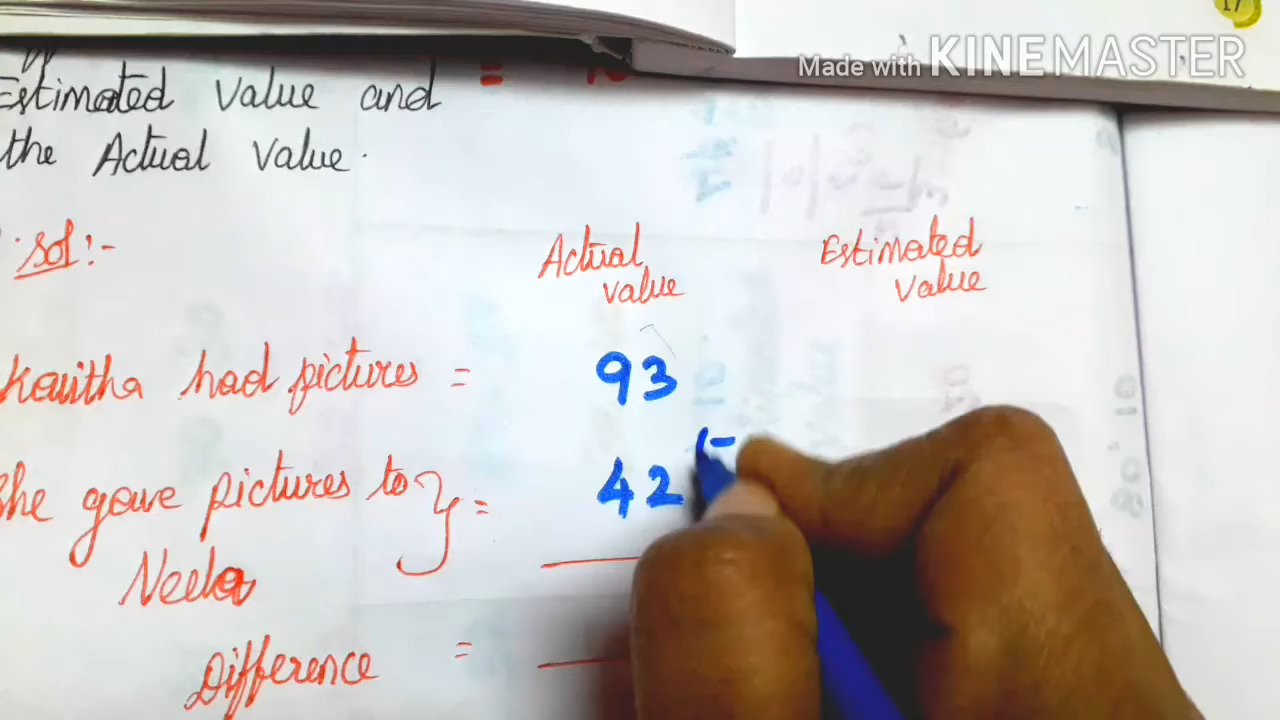 17
Made with KINEMASTER
Estimated Value and
the Actual Value.
Sol:-
Actual Value
Estimated Value
Kavitha had pictures = 93
She gave pictures to } = 42 (-
Neela
Difference =